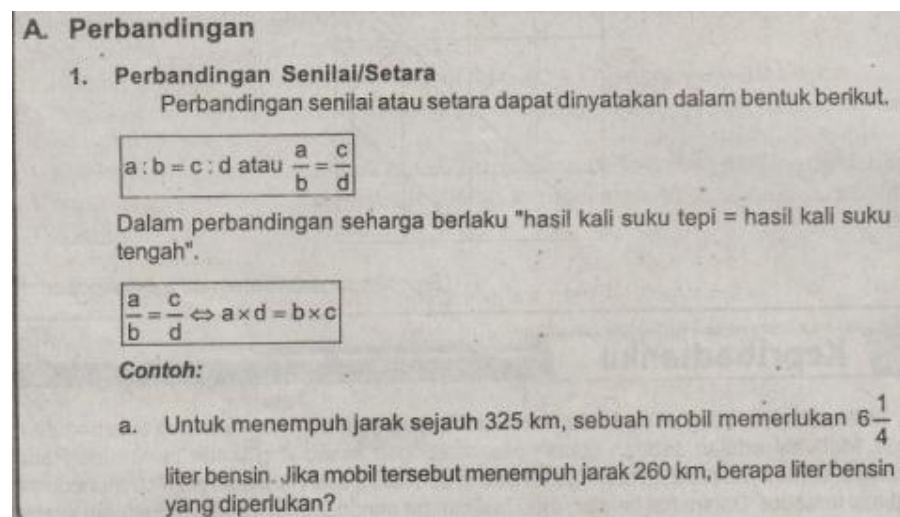 A. Perbandingan
1. Perbandingan Senilai/Setara
Perbandingan senilai atau setara dapat dinyatakan dalam bentuk berikut.
a : b = c : d atau a/b = c/d
Dalam perbandingan seharga berlaku "hasil kali suku tepi = hasil kali suku
tengah".
a/b = c/d ⇔ a × d = b × c
Contoh:
a. Untuk menempuh jarak sejauh 325 km, sebuah mobil memerlukan 6 1/4
liter bensin. Jika mobil tersebut menempuh jarak 260 km, berapa liter bensin
yang diperlukan?